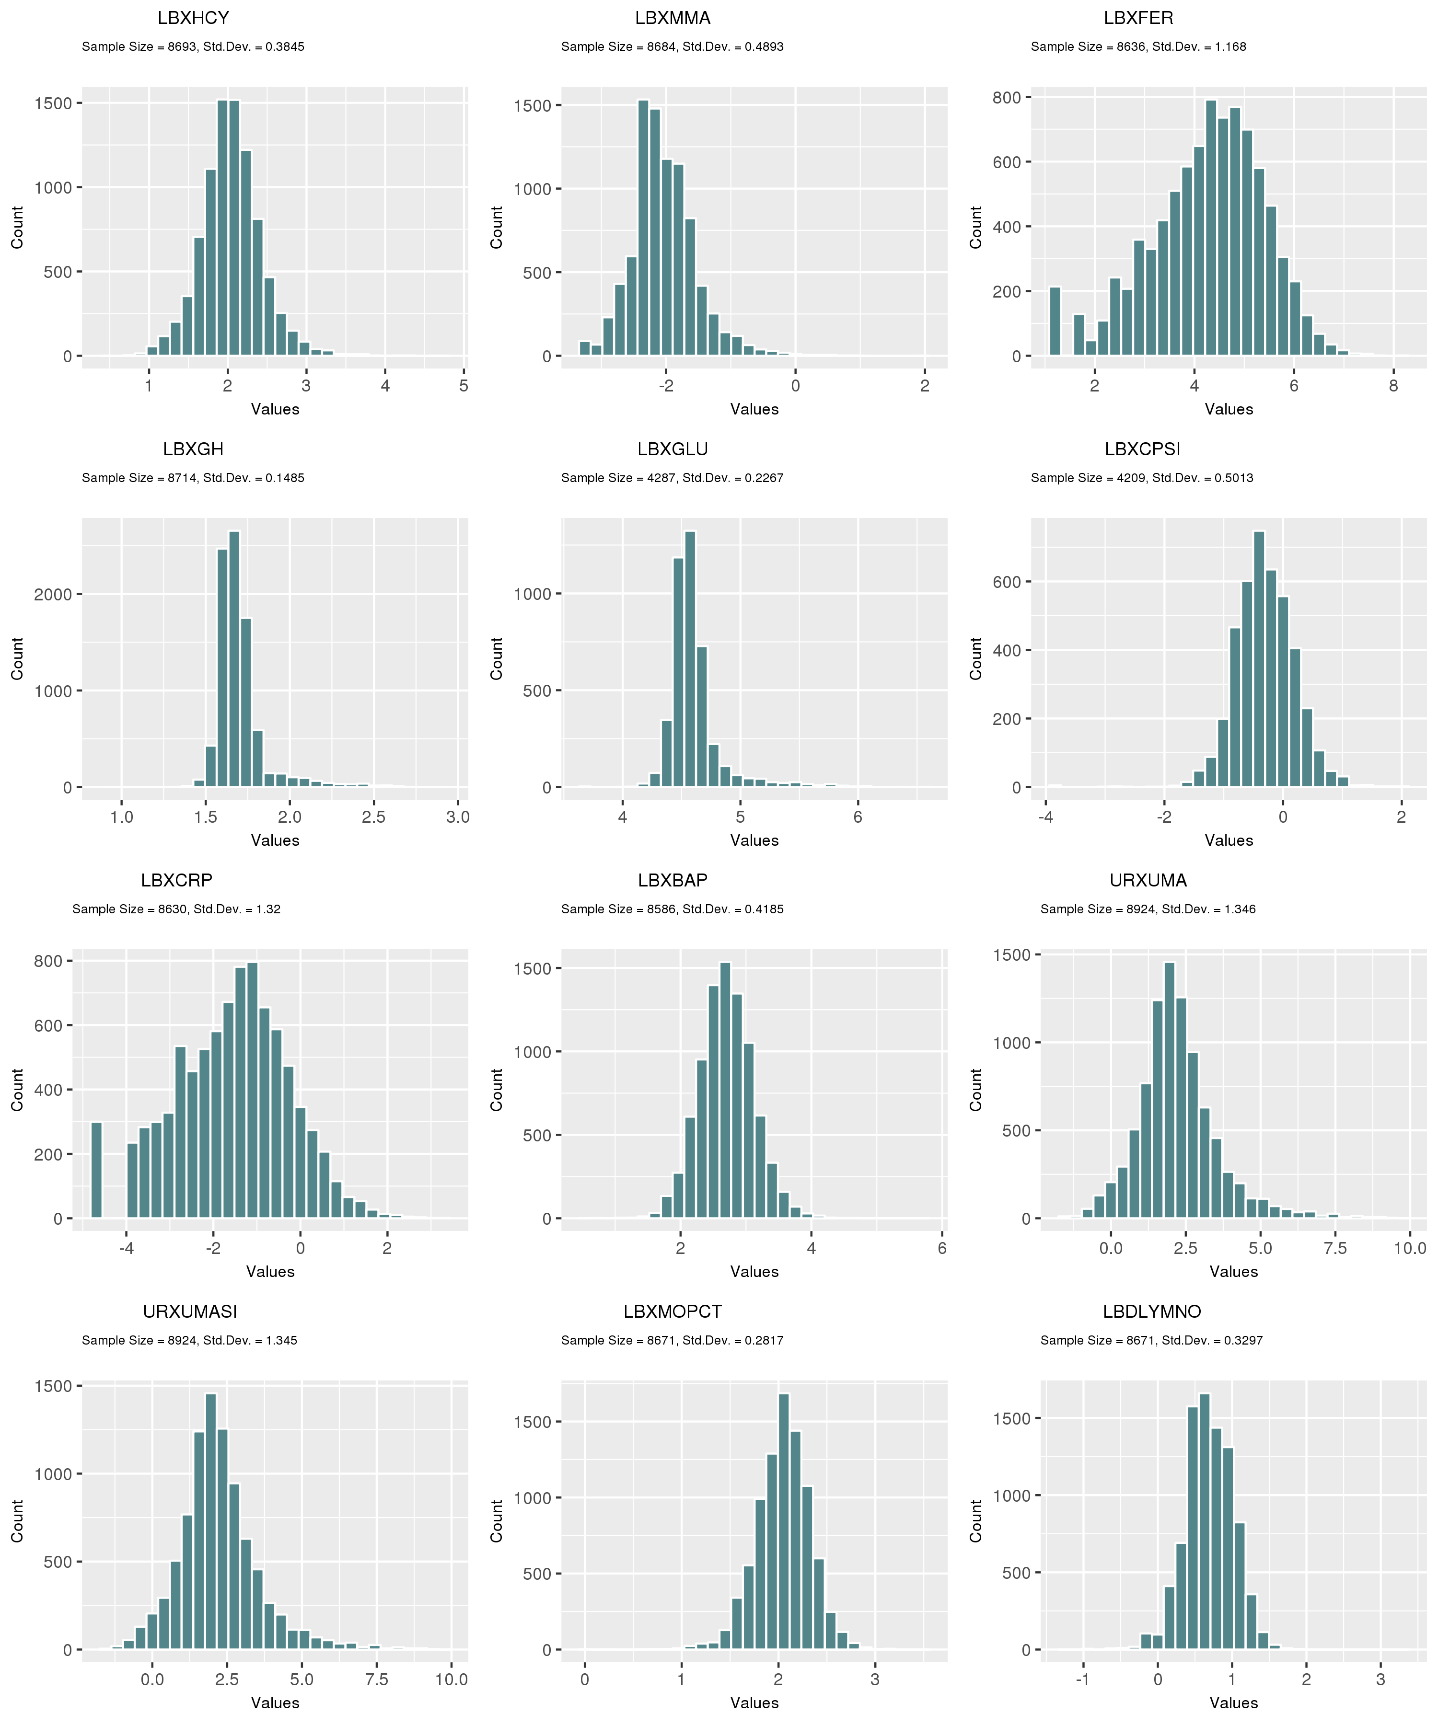 LBXHCY
Sample Size = 8693, Std.Dev. = 0.3845
1500
1000
500
0
Count
1 2 3 4 5
Values
LBXMMA
Sample Size = 8684, Std.Dev. = 0.4893
1500
1000
500
0
Count
-2 0 2
Values
LBXFER
Sample Size = 8636, Std.Dev. = 1.168
800
600
400
200
0
Count
2 4 6 8
Values
LBXGH
Sample Size = 8714, Std.Dev. = 0.1485
2000
1000
0
Count
1.0 1.5 2.0 2.5 3.0
Values
LBXGLU
Sample Size = 4287, Std.Dev. = 0.2267
1000
500
0
Count
4 5 6
Values
LBXCPSI
Sample Size = 4209, Std.Dev. = 0.5013
600
400
200
0
Count
-4 -2 0 2
Values
LBXCRP
Sample Size = 8630, Std.Dev. = 1.32
800
600
400
200
0
Count
-4 -2 0 2
Values
LBXBAP
Sample Size = 8586, Std.Dev. = 0.4185
1500
1000
500
0
Count
2 4 6
Values
URXUMA
Sample Size = 8924, Std.Dev. = 1.346
1500
1000
500
0
Count
0.0 2.5 5.0 7.5 10.0
Values
URXUMASI
Sample Size = 8924, Std.Dev. = 1.345
1500
1000
500
0
Count
0.0 2.5 5.0 7.5 10.0
Values
LBXMOPCT
Sample Size = 8671, Std.Dev. = 0.2817
1500
1000
500
0
Count
0 1 2 3
Values
LBDLYMNO
Sample Size = 8671, Std.Dev. = 0.3297
1500
1000
500
0
Count
-1 0 1 2 3
Values